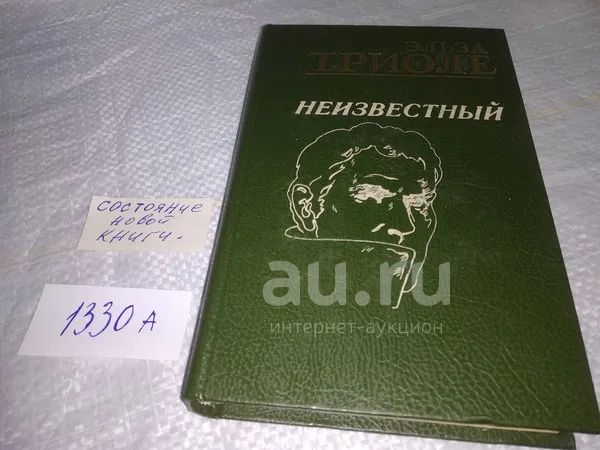 ЭЛЬЗА
ТРИОЛЕ
НЕИЗВЕСТНЫЙ
состояние
новой
книги.
1330 А
au.ru
интернет-аукцион